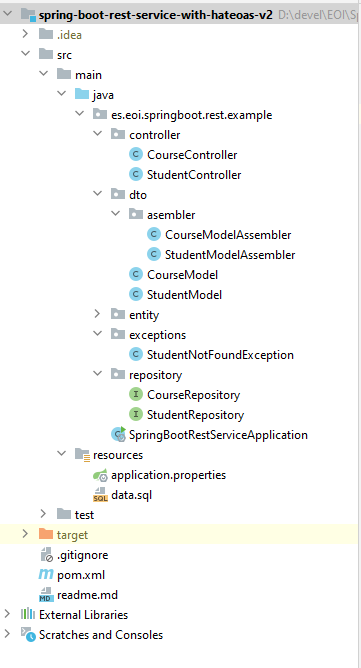 spring-boot-rest-service-with-hateoas-v2 D:\devel\EOI\S
.idea
src
main
java
es.eoi.springboot.rest.example
controller
C CourseController
C StudentController
dto
asembler
C CourseModelAssembler
C StudentModelAssembler
C CourseModel
C StudentModel
entity
exceptions
C StudentNotFoundException
repository
I CourseRepository
I StudentRepository
C SpringBootRestServiceApplication
resources
application.properties
SQL data.sql
test
target
.gitignore
m pom.xml
MD readme.md
External Libraries
Scratches and Consoles